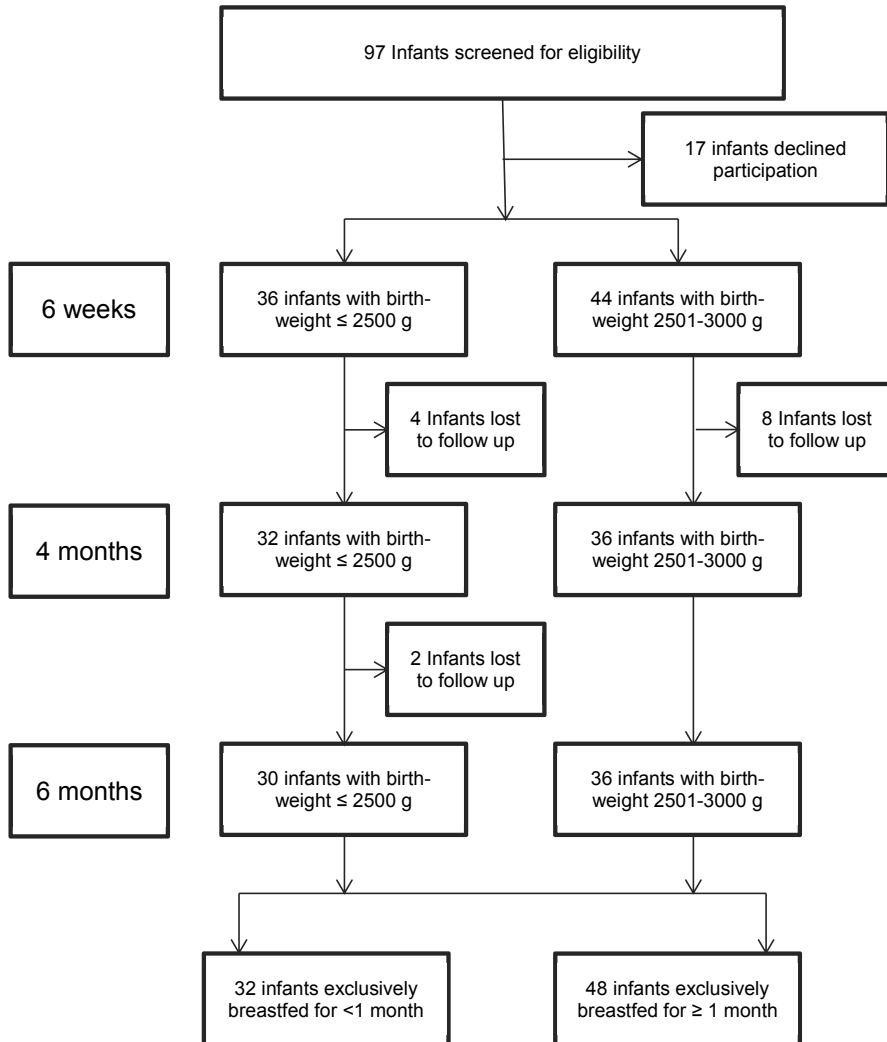 97 Infants screened for eligibility
17 infants declined
participation
6 weeks
36 infants with birth-
weight ≤ 2500 g
44 infants with birth-
weight 2501-3000 g
4 Infants lost
to follow up
8 Infants lost
to follow up
4 months
32 infants with birth-
weight ≤ 2500 g
36 infants with birth-
weight 2501-3000 g
2 Infants lost
to follow up
6 months
30 infants with birth-
weight ≤ 2500 g
36 infants with birth-
weight 2501-3000 g
32 infants exclusively
breastfed for <1 month
48 infants exclusively
breastfed for ≥ 1 month